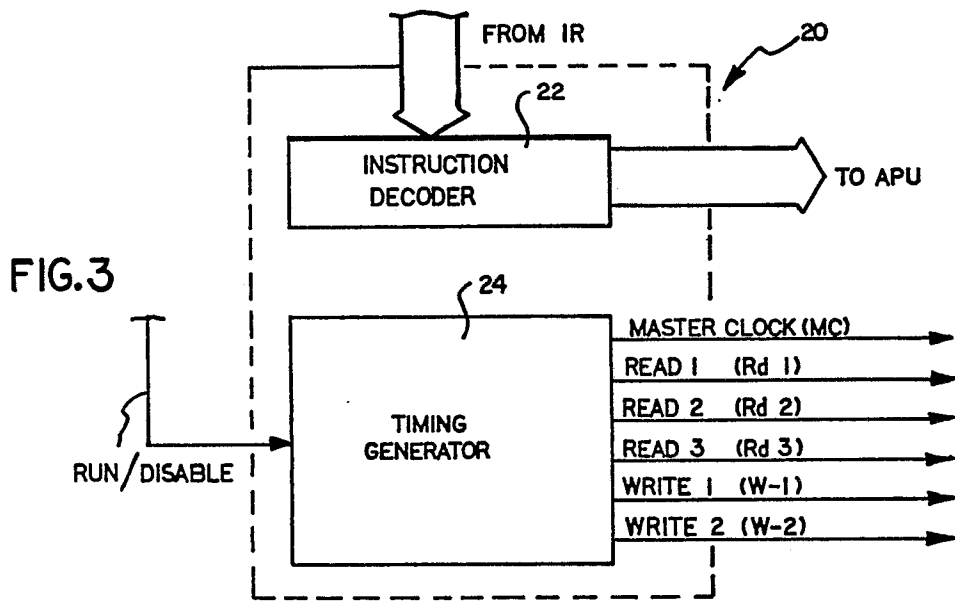 FROM IR
20
22
INSTRUCTION
DECODER
TO APU
FIG.3
24
MASTER CLOCK (MC)
READ 1 (Rd 1)
READ 2 (Rd 2)
TIMING
GENERATOR
READ 3 (Rd 3)
RUN/DISABLE
WRITE 1 (W-1)
WRITE 2 (W-2)